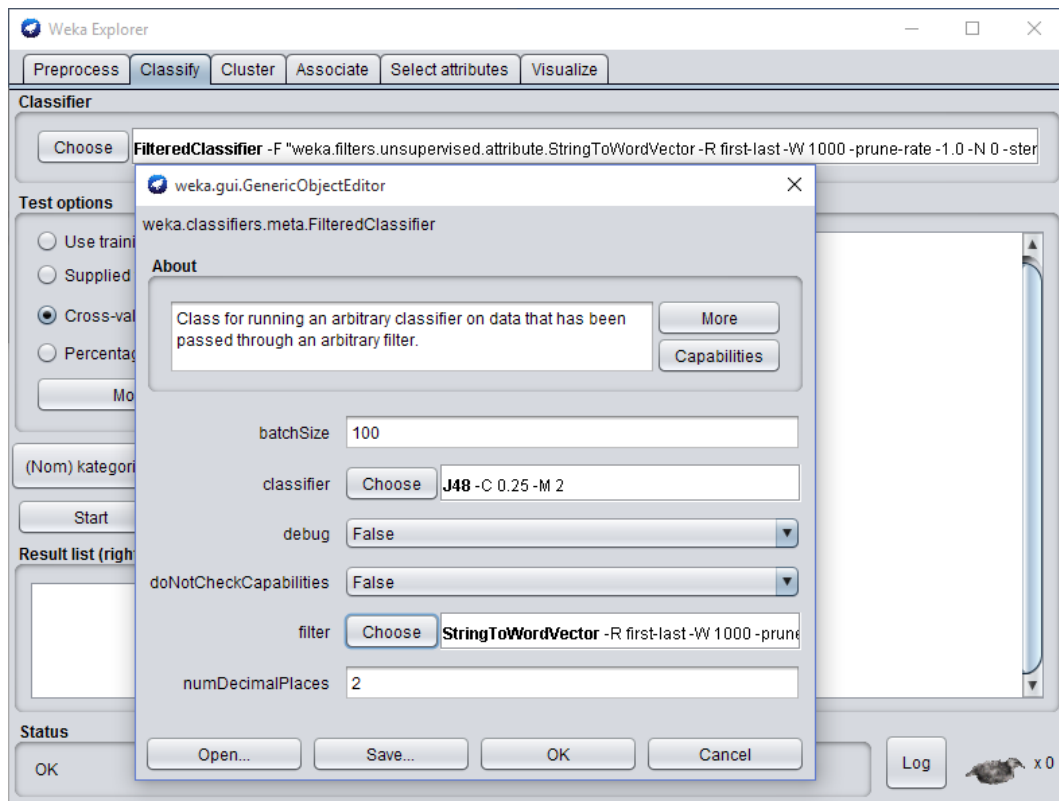 Weka Explorer
Preprocess Classify Cluster Associate Select attributes Visualize
Classifier
Choose FilteredClassifier -F "weka.filters.unsupervised.attribute.StringToWordVector -R first-last -W 1000 -prune-rate -1.0 -N 0 -ster
weka.gui.GenericObjectEditor
Test options
weka.classifiers.meta.FilteredClassifier
Use traini
About
Supplied
Class for running an arbitrary classifier on data that has been
passed through an arbitrary filter.
More
Cross-val
Capabilities
Percentag
Mo
batchSize 100
(Nom) kategori
classifier Choose J48 -C 0.25 -M 2
Start
debug False
Result list (righ
doNotCheckCapabilities False
filter Choose StringToWordVector -R first-last -W 1000 -prune
numDecimalPlaces 2
Status
Open... Save... OK Cancel
OK
Log x 0